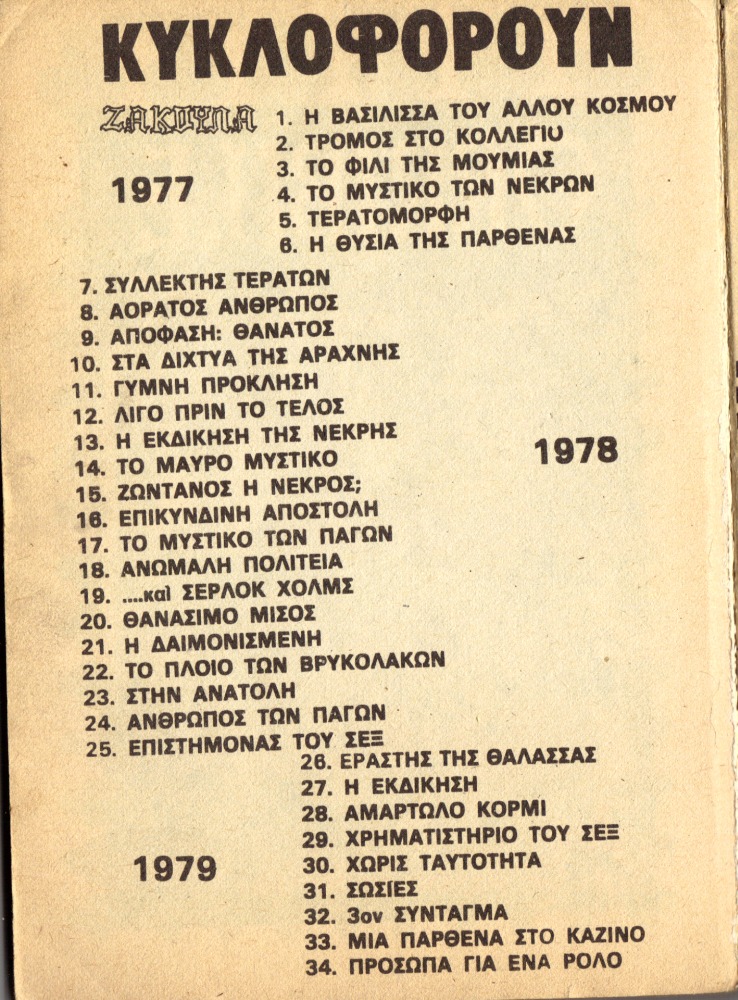 ΚΥΚΛΟΦΟΡΟΥΝ
ΖΑΚΟΥΛΑ
1. Η ΒΑΣΙΛΙΣΣΑ ΤΟΥ ΑΛΛΟΥ ΚΟΣΜΟΥ
2. ΤΡΟΜΟΣ ΣΤΟ ΚΟΛΛΕΓΙΟ
3. ΤΟ ΦΙΛΙ ΤΗΣ ΜΟΥΜΙΑΣ
1977
4. ΤΟ ΜΥΣΤΙΚΟ ΤΩΝ ΝΕΚΡΩΝ
5. ΤΕΡΑΤΟΜΟΡΦΗ
6. Η ΘΥΣΙΑ ΤΗΣ ΠΑΡΘΕΝΑΣ
7. ΣΥΛΛΕΚΤΗΣ ΤΕΡΑΤΩΝ
8. ΑΟΡΑΤΟΣ ΑΝΘΡΩΠΟΣ
9. ΑΠΟΦΑΣΗ: ΘΑΝΑΤΟΣ
10. ΣΤΑ ΔΙΧΤΥΑ ΤΗΣ ΑΡΑΧΝΗΣ
11. ΓΥΜΝΗ ΠΡΟΚΛΗΣΗ
12. ΛΙΓΟ ΠΡΙΝ ΤΟ ΤΕΛΟΣ
13. Η ΕΚΔΙΚΗΣΗ ΤΗΣ ΝΕΚΡΗΣ
14. ΤΟ ΜΑΥΡΟ ΜΥΣΤΙΚΟ
1978
15. ΖΩΝΤΑΝΟΣ Η ΝΕΚΡΟΣ;
16. ΕΠΙΚΥΝΔΙΝΗ ΑΠΟΣΤΟΛΗ
17. ΤΟ ΜΥΣΤΙΚΟ ΤΩΝ ΠΑΓΩΝ
18. ΑΝΩΜΑΛΗ ΠΟΛΙΤΕΙΑ
19. ....καὶ ΣΕΡΛΟΚ ΧΟΛΜΣ
20. ΘΑΝΑΣΙΜΟ ΜΙΣΟΣ
21. Η ΔΑΙΜΟΝΙΣΜΕΝΗ
22. ΤΟ ΠΛΟΙΟ ΤΩΝ ΒΡΥΚΟΛΑΚΩΝ
23. ΣΤΗΝ ΑΝΑΤΟΛΗ
24. ΑΝΘΡΩΠΟΣ ΤΩΝ ΠΑΓΩΝ
25. ΕΠΙΣΤΗΜΟΝΑΣ ΤΟΥ ΣΕΞ
26. ΕΡΑΣΤΗΣ ΤΗΣ ΘΑΛΑΣΣΑΣ
27. Η ΕΚΔΙΚΗΣΗ
28. ΑΜΑΡΤΩΛΟ ΚΟΡΜΙ
29. ΧΡΗΜΑΤΙΣΤΗΡΙΟ ΤΟΥ ΣΕΞ
1979
30. ΧΩΡΙΣ ΤΑΥΤΟΤΗΤΑ
31. ΣΩΣΙΕΣ
32. 3ον ΣΥΝΤΑΓΜΑ
33. ΜΙΑ ΠΑΡΘΕΝΑ ΣΤΟ ΚΑΖΙΝΟ
34. ΠΡΟΣΩΠΑ ΓΙΑ ΕΝΑ ΡΟΛΟ